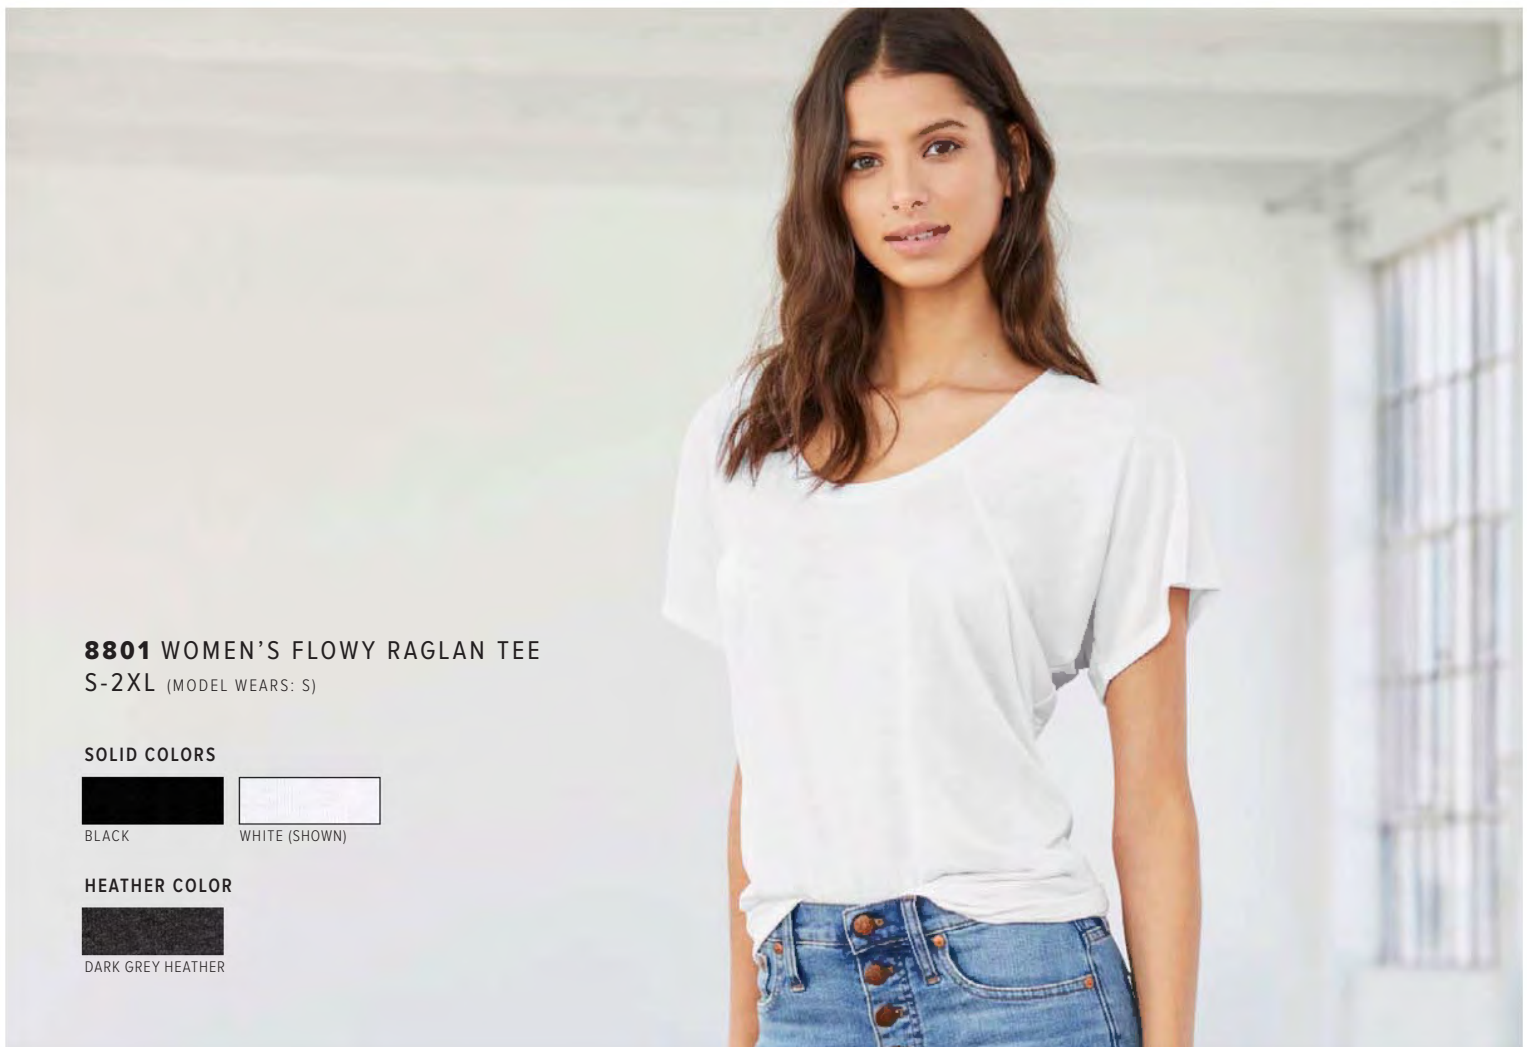 8801 WOMEN’S FLOWY RAGLAN TEE
S-2XL (MODEL WEARS: S)
SOLID COLORS
BLACK
WHITE (SHOWN)
HEATHER COLOR
DARK GREY HEATHER